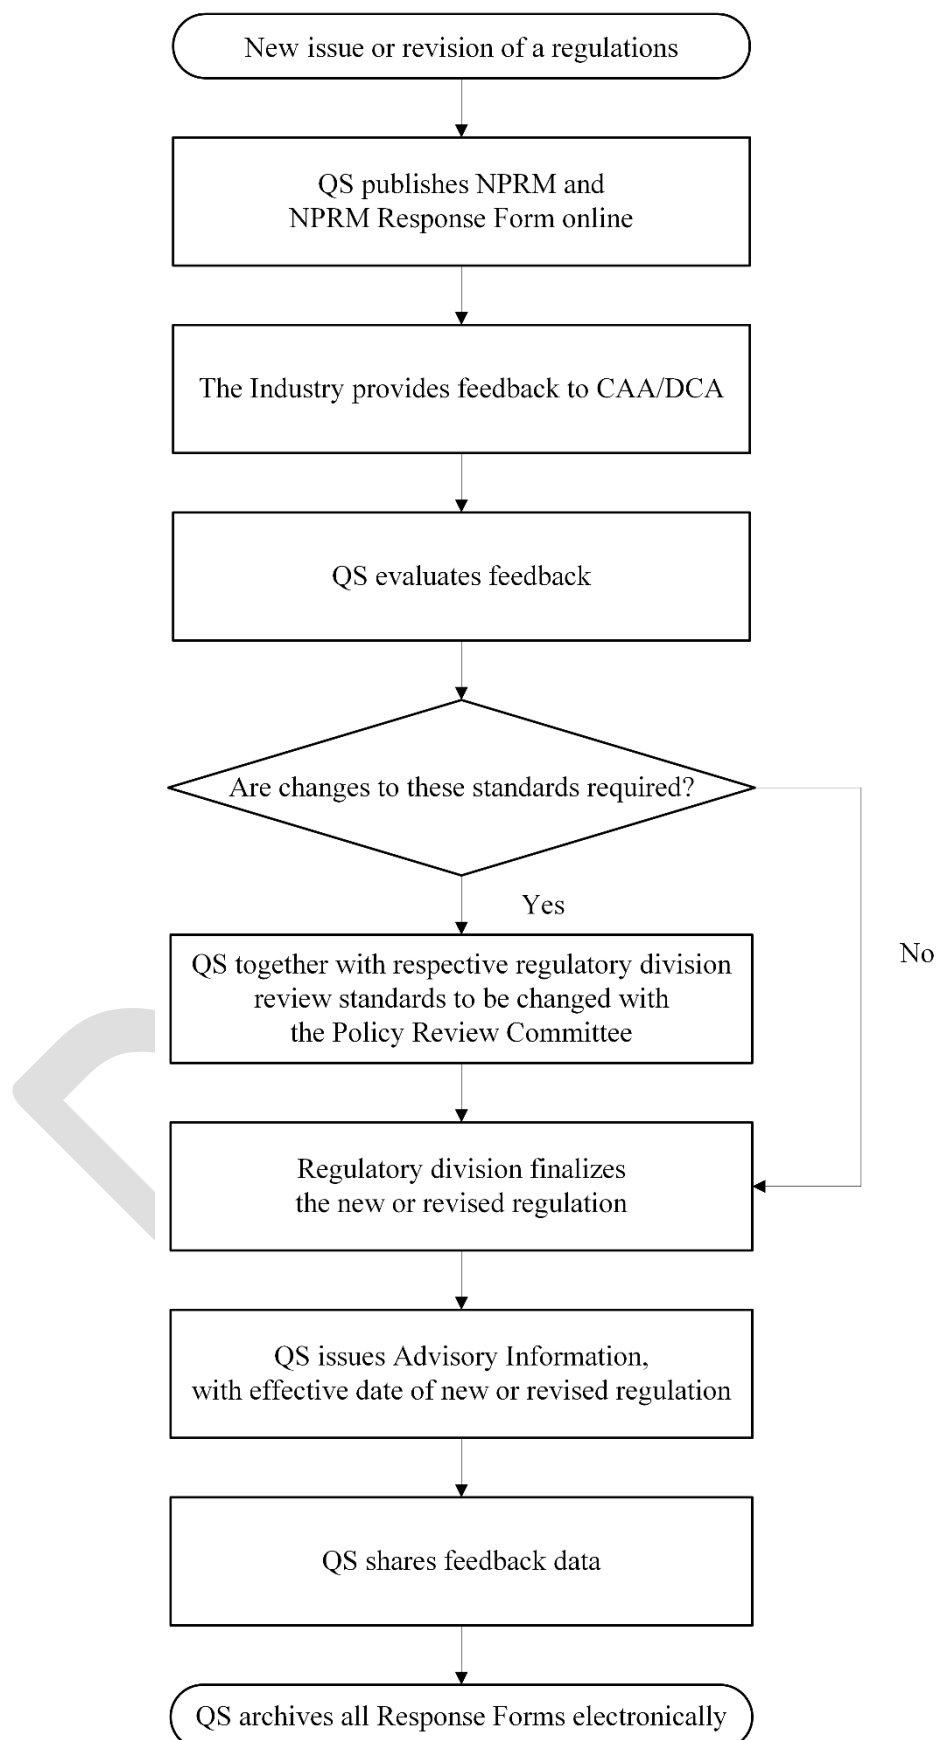 New issue or revision of a regulations
QS publishes NPRM and
NPRM Response Form online
The Industry provides feedback to CAA/DCA
QS evaluates feedback
Are changes to these standards required?
Yes
No
QS together with respective regulatory division
review standards to be changed with
the Policy Review Committee
Regulatory division finalizes
the new or revised regulation
QS issues Advisory Information,
with effective date of new or revised regulation
QS shares feedback data
QS archives all Response Forms electronically